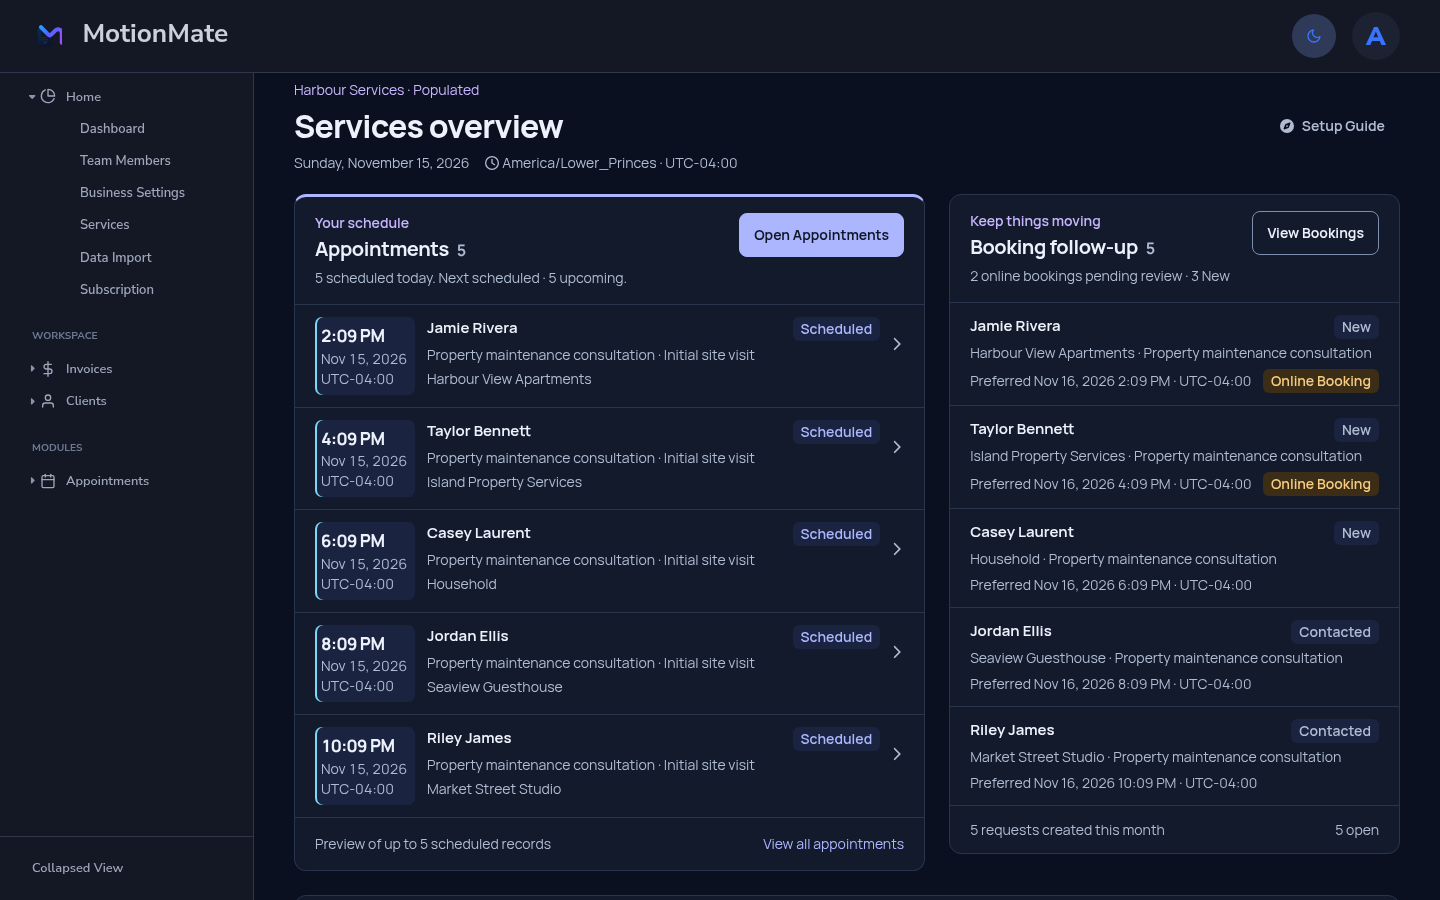 MotionMate
A
Home
Dashboard
Team Members
Business Settings
Services
Data Import
Subscription
WORKSPACE
Invoices
Clients
MODULES
Appointments
Collapsed View
Harbour Services · Populated
Services overview
Setup Guide
Sunday, November 15, 2026
America/Lower_Princes · UTC-04:00
Your schedule
Appointments 5
Open Appointments
5 scheduled today. Next scheduled · 5 upcoming.
2:09 PM
Nov 15, 2026
UTC-04:00
Jamie Rivera
Scheduled
Property maintenance consultation · Initial site visit
Harbour View Apartments
4:09 PM
Nov 15, 2026
UTC-04:00
Taylor Bennett
Scheduled
Property maintenance consultation · Initial site visit
Island Property Services
6:09 PM
Nov 15, 2026
UTC-04:00
Casey Laurent
Scheduled
Property maintenance consultation · Initial site visit
Household
8:09 PM
Nov 15, 2026
UTC-04:00
Jordan Ellis
Scheduled
Property maintenance consultation · Initial site visit
Seaview Guesthouse
10:09 PM
Nov 15, 2026
UTC-04:00
Riley James
Scheduled
Property maintenance consultation · Initial site visit
Market Street Studio
Preview of up to 5 scheduled records
View all appointments
Keep things moving
Booking follow-up 5
View Bookings
2 online bookings pending review · 3 New
Jamie Rivera
New
Harbour View Apartments · Property maintenance consultation
Preferred Nov 16, 2026 2:09 PM · UTC-04:00
Online Booking
Taylor Bennett
New
Island Property Services · Property maintenance consultation
Preferred Nov 16, 2026 4:09 PM · UTC-04:00
Online Booking
Casey Laurent
New
Household · Property maintenance consultation
Preferred Nov 16, 2026 6:09 PM · UTC-04:00
Jordan Ellis
Contacted
Seaview Guesthouse · Property maintenance consultation
Preferred Nov 16, 2026 8:09 PM · UTC-04:00
Riley James
Contacted
Market Street Studio · Property maintenance consultation
Preferred Nov 16, 2026 10:09 PM · UTC-04:00
5 requests created this month
5 open